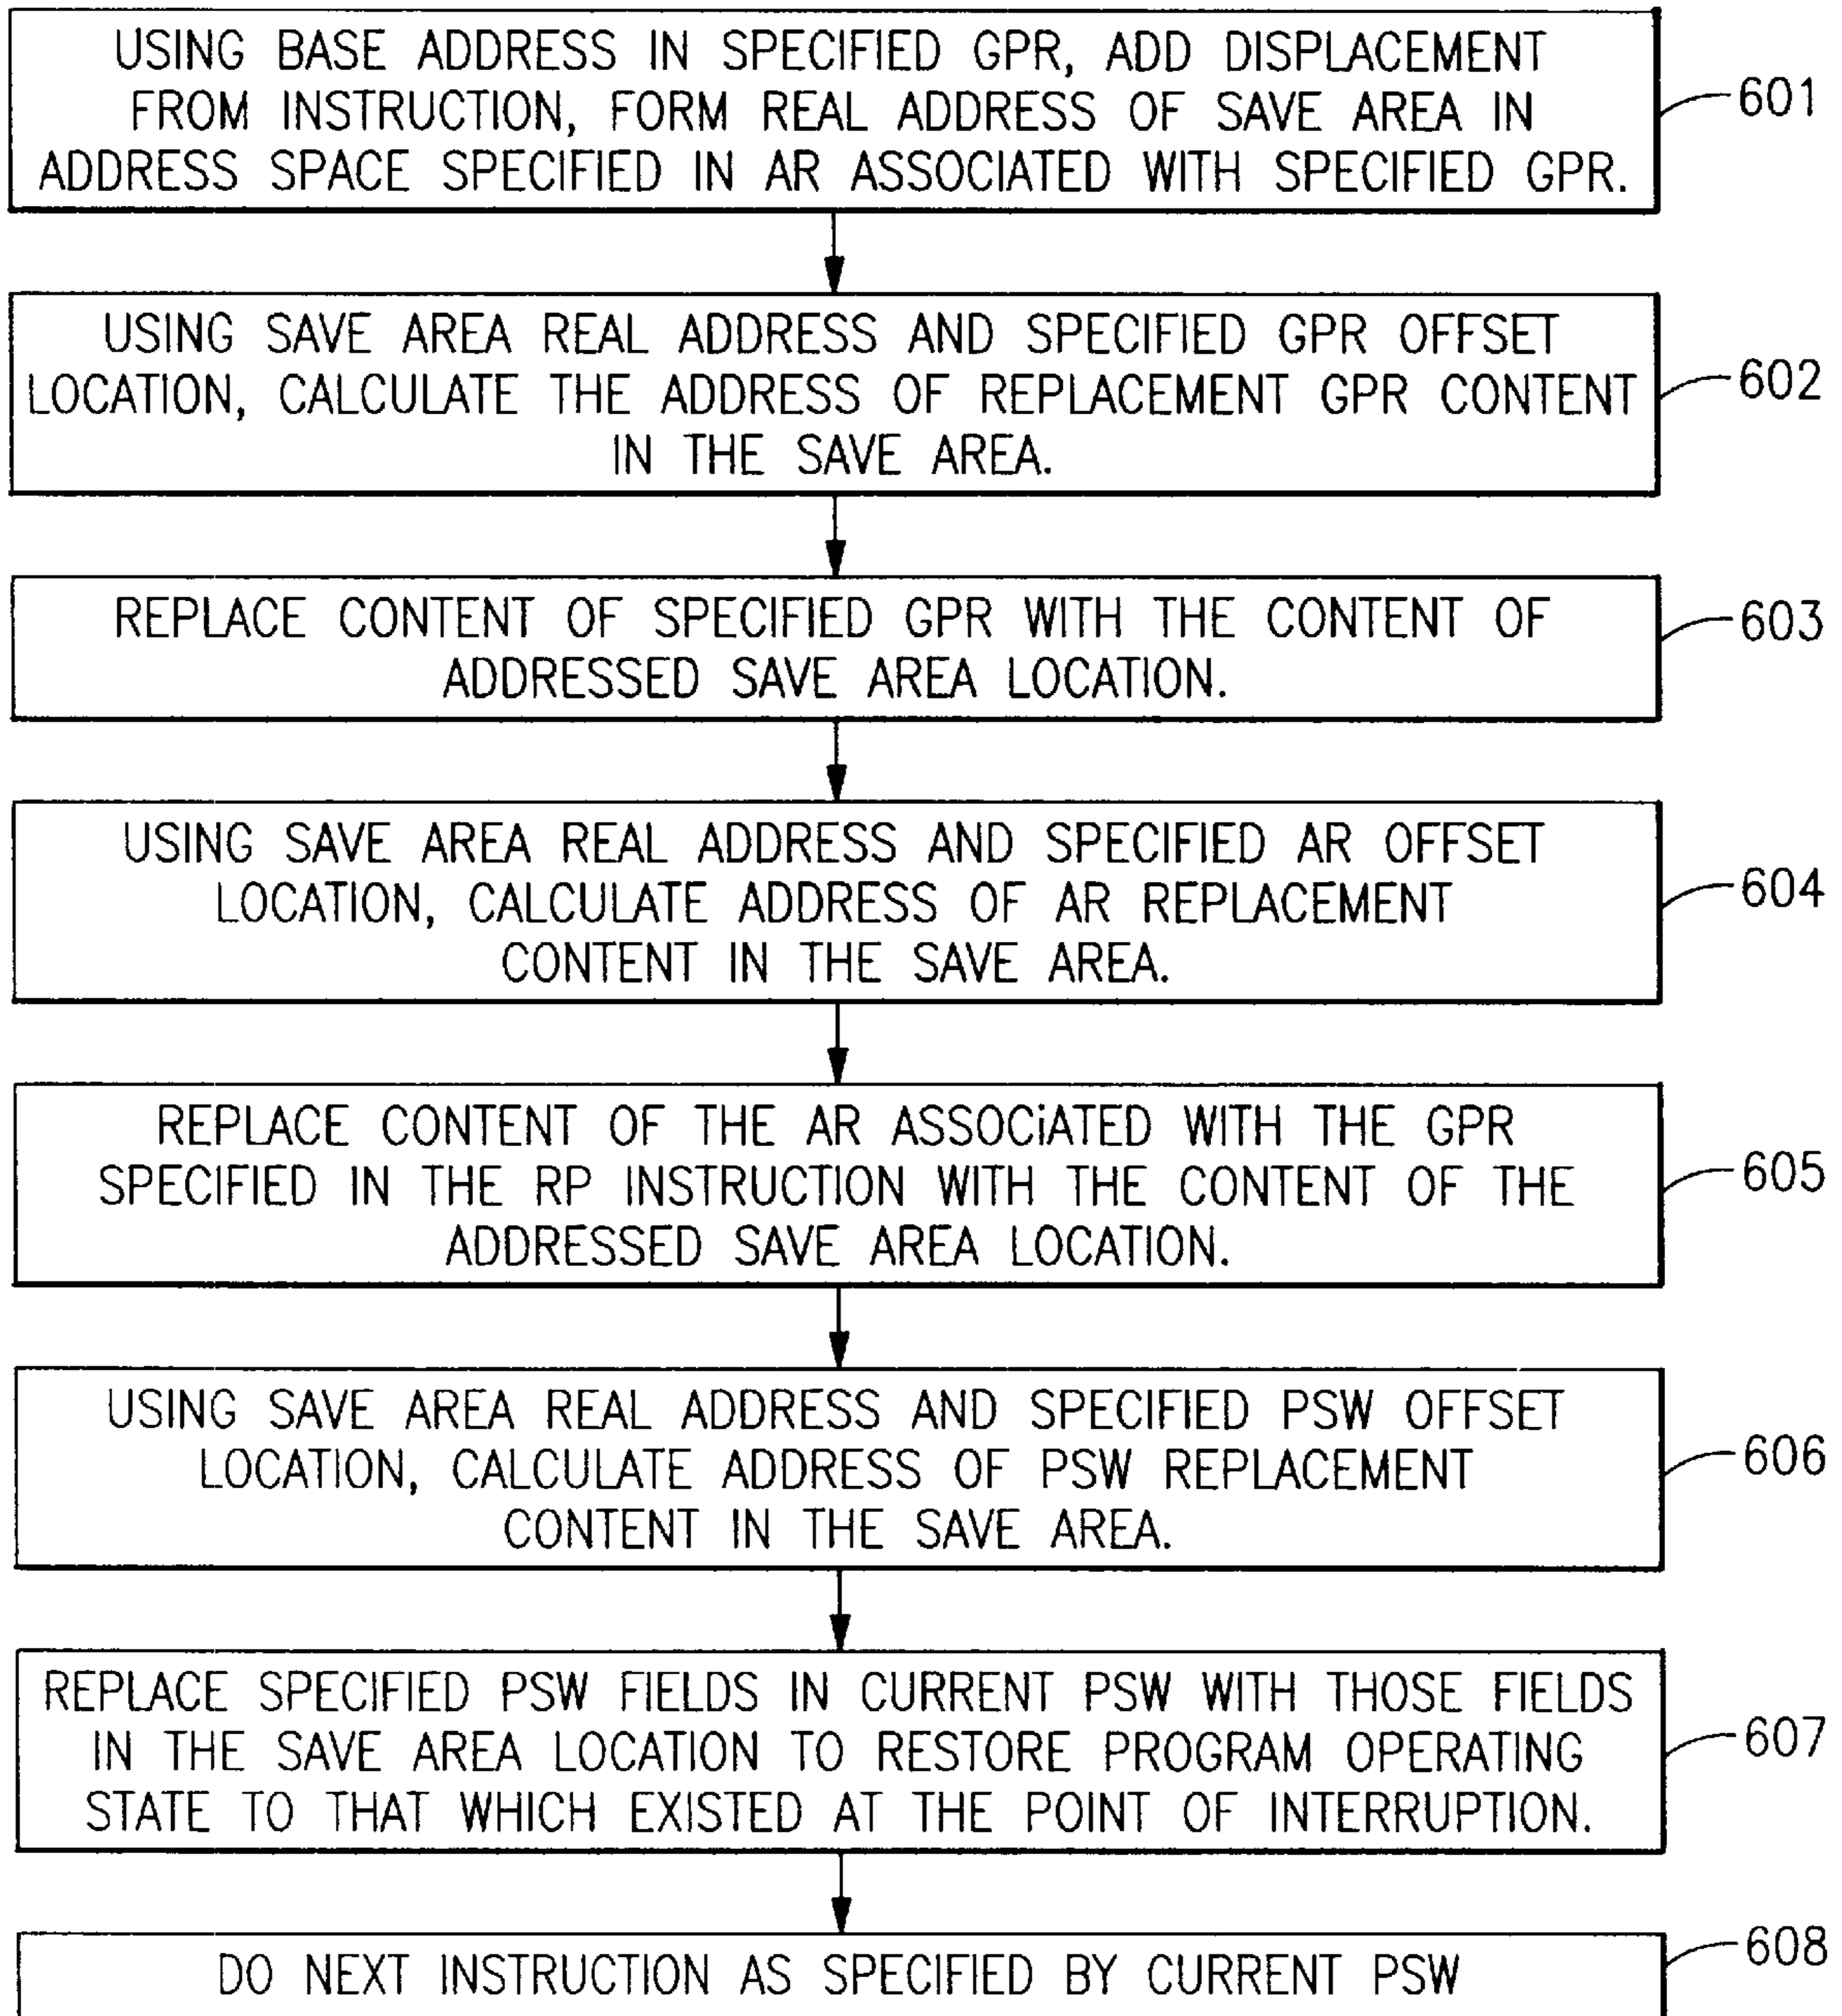 USING BASE ADDRESS IN SPECIFIED GPR, ADD DISPLACEMENT
FROM INSTRUCTION, FORM REAL ADDRESS OF SAVE AREA IN
ADDRESS SPACE SPECIFIED IN AR ASSOCIATED WITH SPECIFIED GPR.
601
USING SAVE AREA REAL ADDRESS AND SPECIFIED GPR OFFSET
LOCATION, CALCULATE THE ADDRESS OF REPLACEMENT GPR CONTENT
IN THE SAVE AREA.
602
REPLACE CONTENT OF SPECIFIED GPR WITH THE CONTENT OF
ADDRESSED SAVE AREA LOCATION.
603
USING SAVE AREA REAL ADDRESS AND SPECIFIED AR OFFSET
LOCATION, CALCULATE ADDRESS OF AR REPLACEMENT
CONTENT IN THE SAVE AREA.
604
REPLACE CONTENT OF THE AR ASSOCiATED WITH THE GPR
SPECIFIED IN THE RP INSTRUCTION WITH THE CONTENT OF THE
ADDRESSED SAVE AREA LOCATION.
605
USING SAVE AREA REAL ADDRESS AND SPECIFIED PSW OFFSET
LOCATION, CALCULATE ADDRESS OF PSW REPLACEMENT
CONTENT IN THE SAVE AREA.
606
REPLACE SPECIFIED PSW FIELDS IN CURRENT PSW WITH THOSE FIELDS
IN THE SAVE AREA LOCATION TO RESTORE PROGRAM OPERATING
STATE TO THAT WHICH EXISTED AT THE POINT OF INTERRUPTION.
607
DO NEXT INSTRUCTION AS SPECIFIED BY CURRENT PSW
608